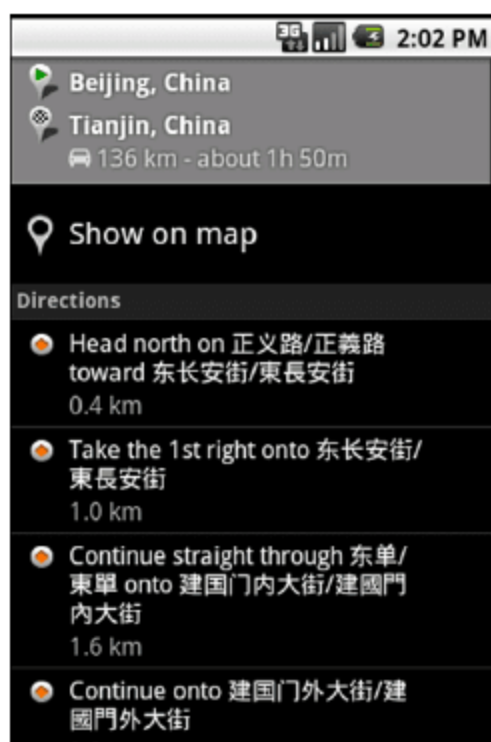 3G 2:02 PM
Beijing, China
Tianjin, China
136 km - about 1h 50m
Show on map
Directions
Head north on 正义路/正義路
toward 东长安街/東長安街
0.4 km
Take the 1st right onto 东长安街/
東長安街
1.0 km
Continue straight through 东单/
東單 onto 建国门内大街/建國門
內大街
1.6 km
Continue onto 建国门外大街/建
國門外大街